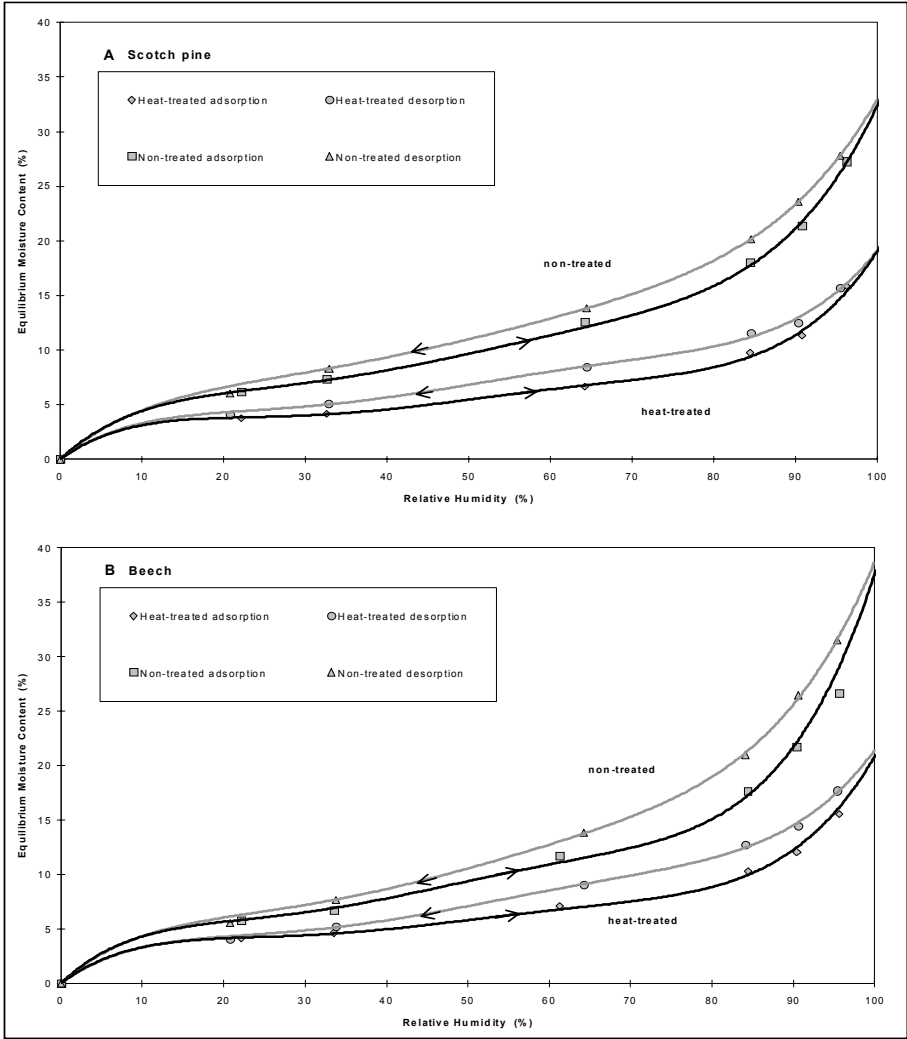 A Scotch pine
Heat-treated adsorption Heat-treated desorption
Non-treated adsorption Non-treated desorption
40
35
30
25
20
15
10
5
0
Equilibrium Moisture Content (%)
non-treated
heat-treated
0 10 20 30 40 50 60 70 80 90 100
Relative Humidity (%)
B Beech
Heat-treated adsorption Heat-treated desorption
Non-treated adsorption Non-treated desorption
40
35
30
25
20
15
10
5
0
Equilibrium Moisture Content (%)
non-treated
heat-treated
0 10 20 30 40 50 60 70 80 90 100
Relative Humidity (%)